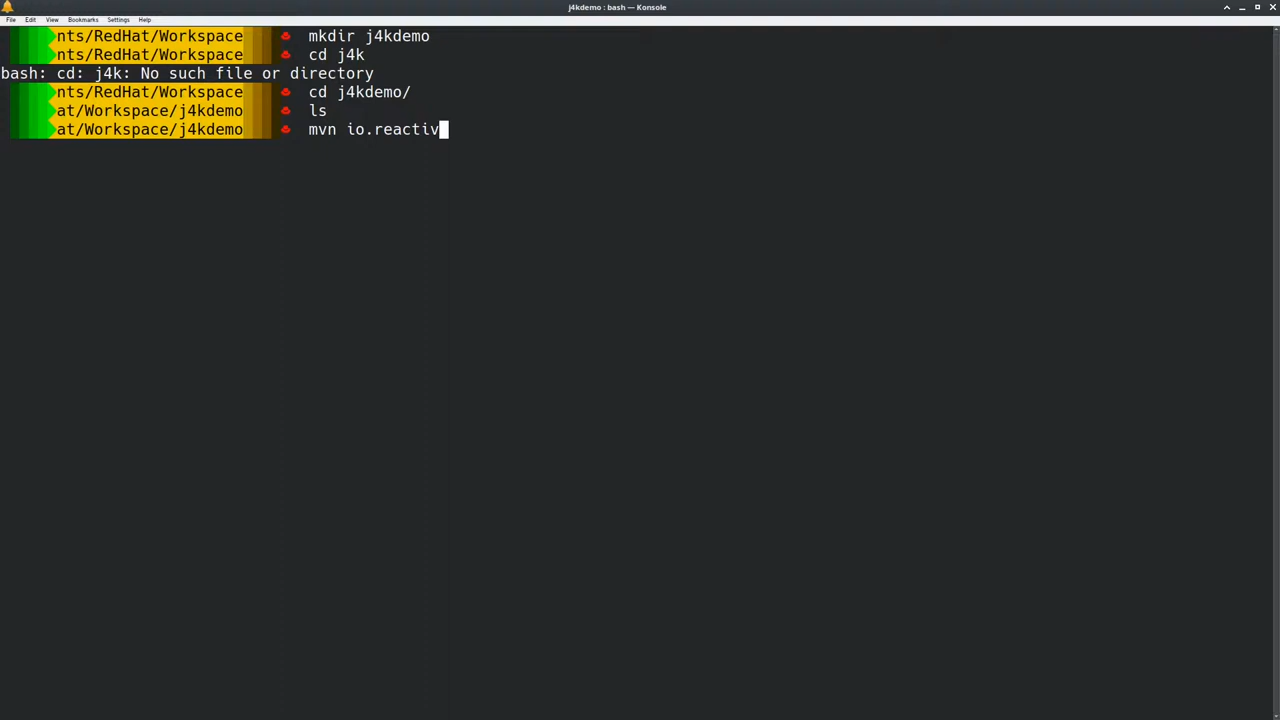 j4kdemo : bash — Konsole
File Edit View Bookmarks Settings Help
nts/RedHat/Workspace mkdir j4kdemo
nts/RedHat/Workspace cd j4k
bash: cd: j4k: No such file or directory
nts/RedHat/Workspace cd j4kdemo/
at/Workspace/j4kdemo ls
at/Workspace/j4kdemo mvn io.reactiv